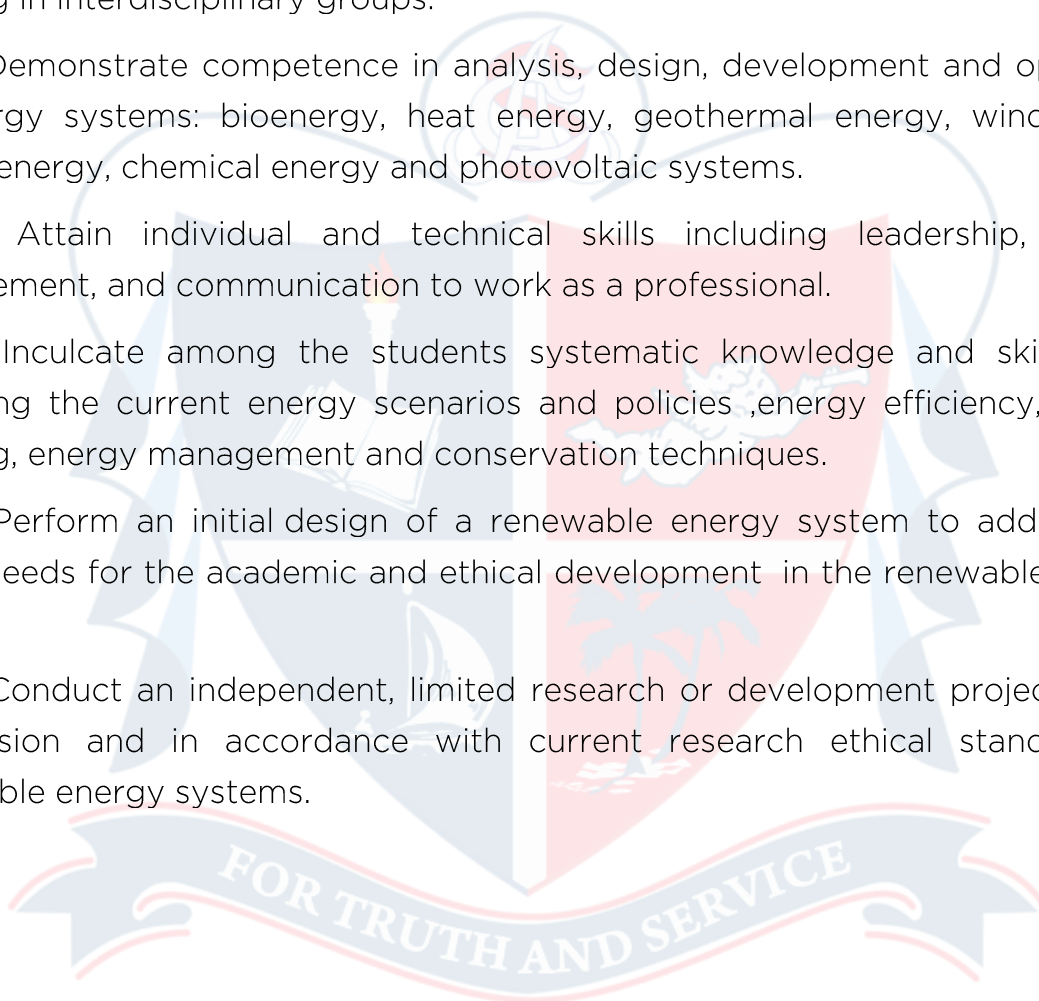 g in interdisciplinary groups.
Demonstrate competence in analysis, design, development and op
rgy systems: bioenergy, heat energy, geothermal energy, wind
energy, chemical energy and photovoltaic systems.
Attain individual and technical skills including leadership,
ement, and communication to work as a professional.
Inculcate among the students systematic knowledge and ski
ng the current energy scenarios and policies ,energy efficiency,
g, energy management and conservation techniques.
Perform an initial design of a renewable energy system to add
eeds for the academic and ethical development in the renewable
Conduct an independent, limited research or development projec
sion and in accordance with current research ethical stand
ble energy systems.
FOR TRUTH AND SERVICE